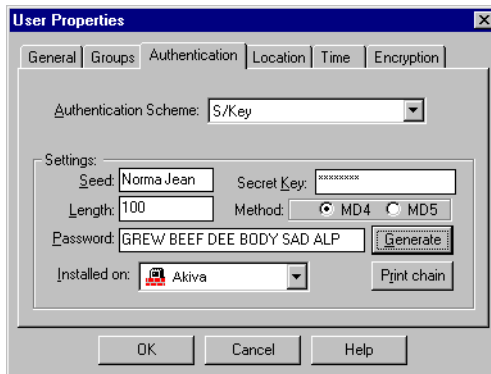 User Properties
General Groups Authentication Location Time Encryption
Authentication Scheme: S/Key
Settings:
Seed: Norma Jean Secret Key: ********
Length: 100 Method: MD4 MD5
Password: GREW BEEF DEE BODY SAD ALP Generate
Installed on: Akiva Print chain
OK Cancel Help